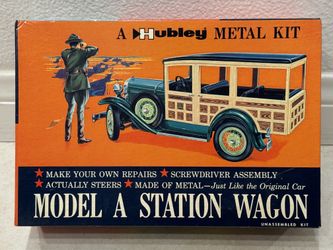 A Hubley METAL KIT
★ MAKE YOUR OWN REPAIRS ★ SCREWDRIVER ASSEMBLY
★ ACTUALLY STEERS ★ MADE OF METAL—Just Like the Original Car
MODEL A STATION WAGON
UNASSEMBLED KIT